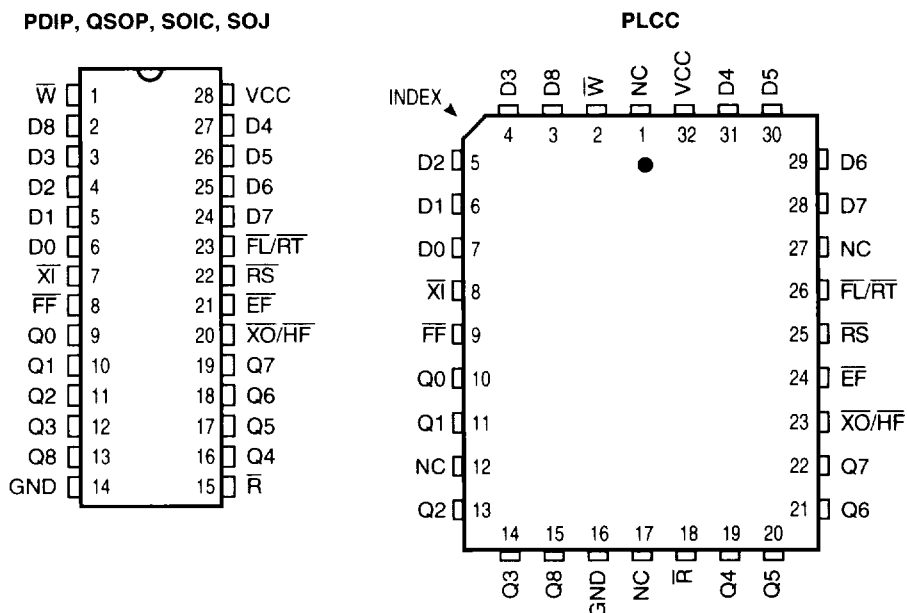 PDIP, QSOP, SOIC, SOJ
W̅ 1 28 VCC
D8 2 27 D4
D3 3 26 D5
D2 4 25 D6
D1 5 24 D7
D0 6 23 F̅L̅/R̅T̅
X̅I̅ 7 22 R̅S̅
F̅F̅ 8 21 E̅F̅
Q0 9 20 X̅O̅/H̅F̅
Q1 10 19 Q7
Q2 11 18 Q6
Q3 12 17 Q5
Q8 13 16 Q4
GND 14 15 R̅
PLCC
INDEX
D3 D8 W̅ NC VCC D4 D5
4 3 2 1 32 31 30
D2 5 29 D6
D1 6 28 D7
D0 7 27 NC
X̅I̅ 8 26 F̅L̅/R̅T̅
F̅F̅ 9 25 R̅S̅
Q0 10 24 E̅F̅
Q1 11 23 X̅O̅/H̅F̅
NC 12 22 Q7
Q2 13 21 Q6
14 15 16 17 18 19 20
Q3 Q8 GND NC R̅ Q4 Q5